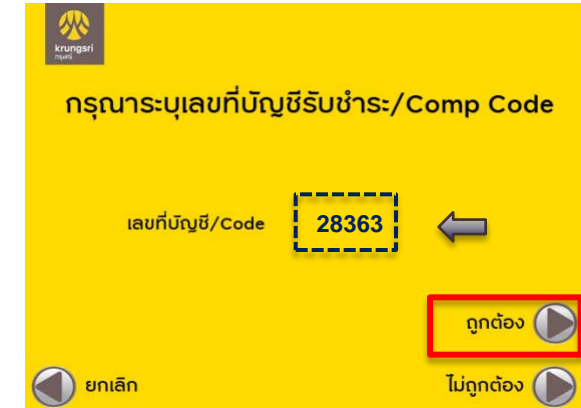 krungsri
กรุงศรี
กรุณาระบุเลขที่บัญชีรับชำระ/Comp Code
เลขที่บัญชี/Code 28363
ถูกต้อง
ยกเลิก ไม่ถูกต้อง